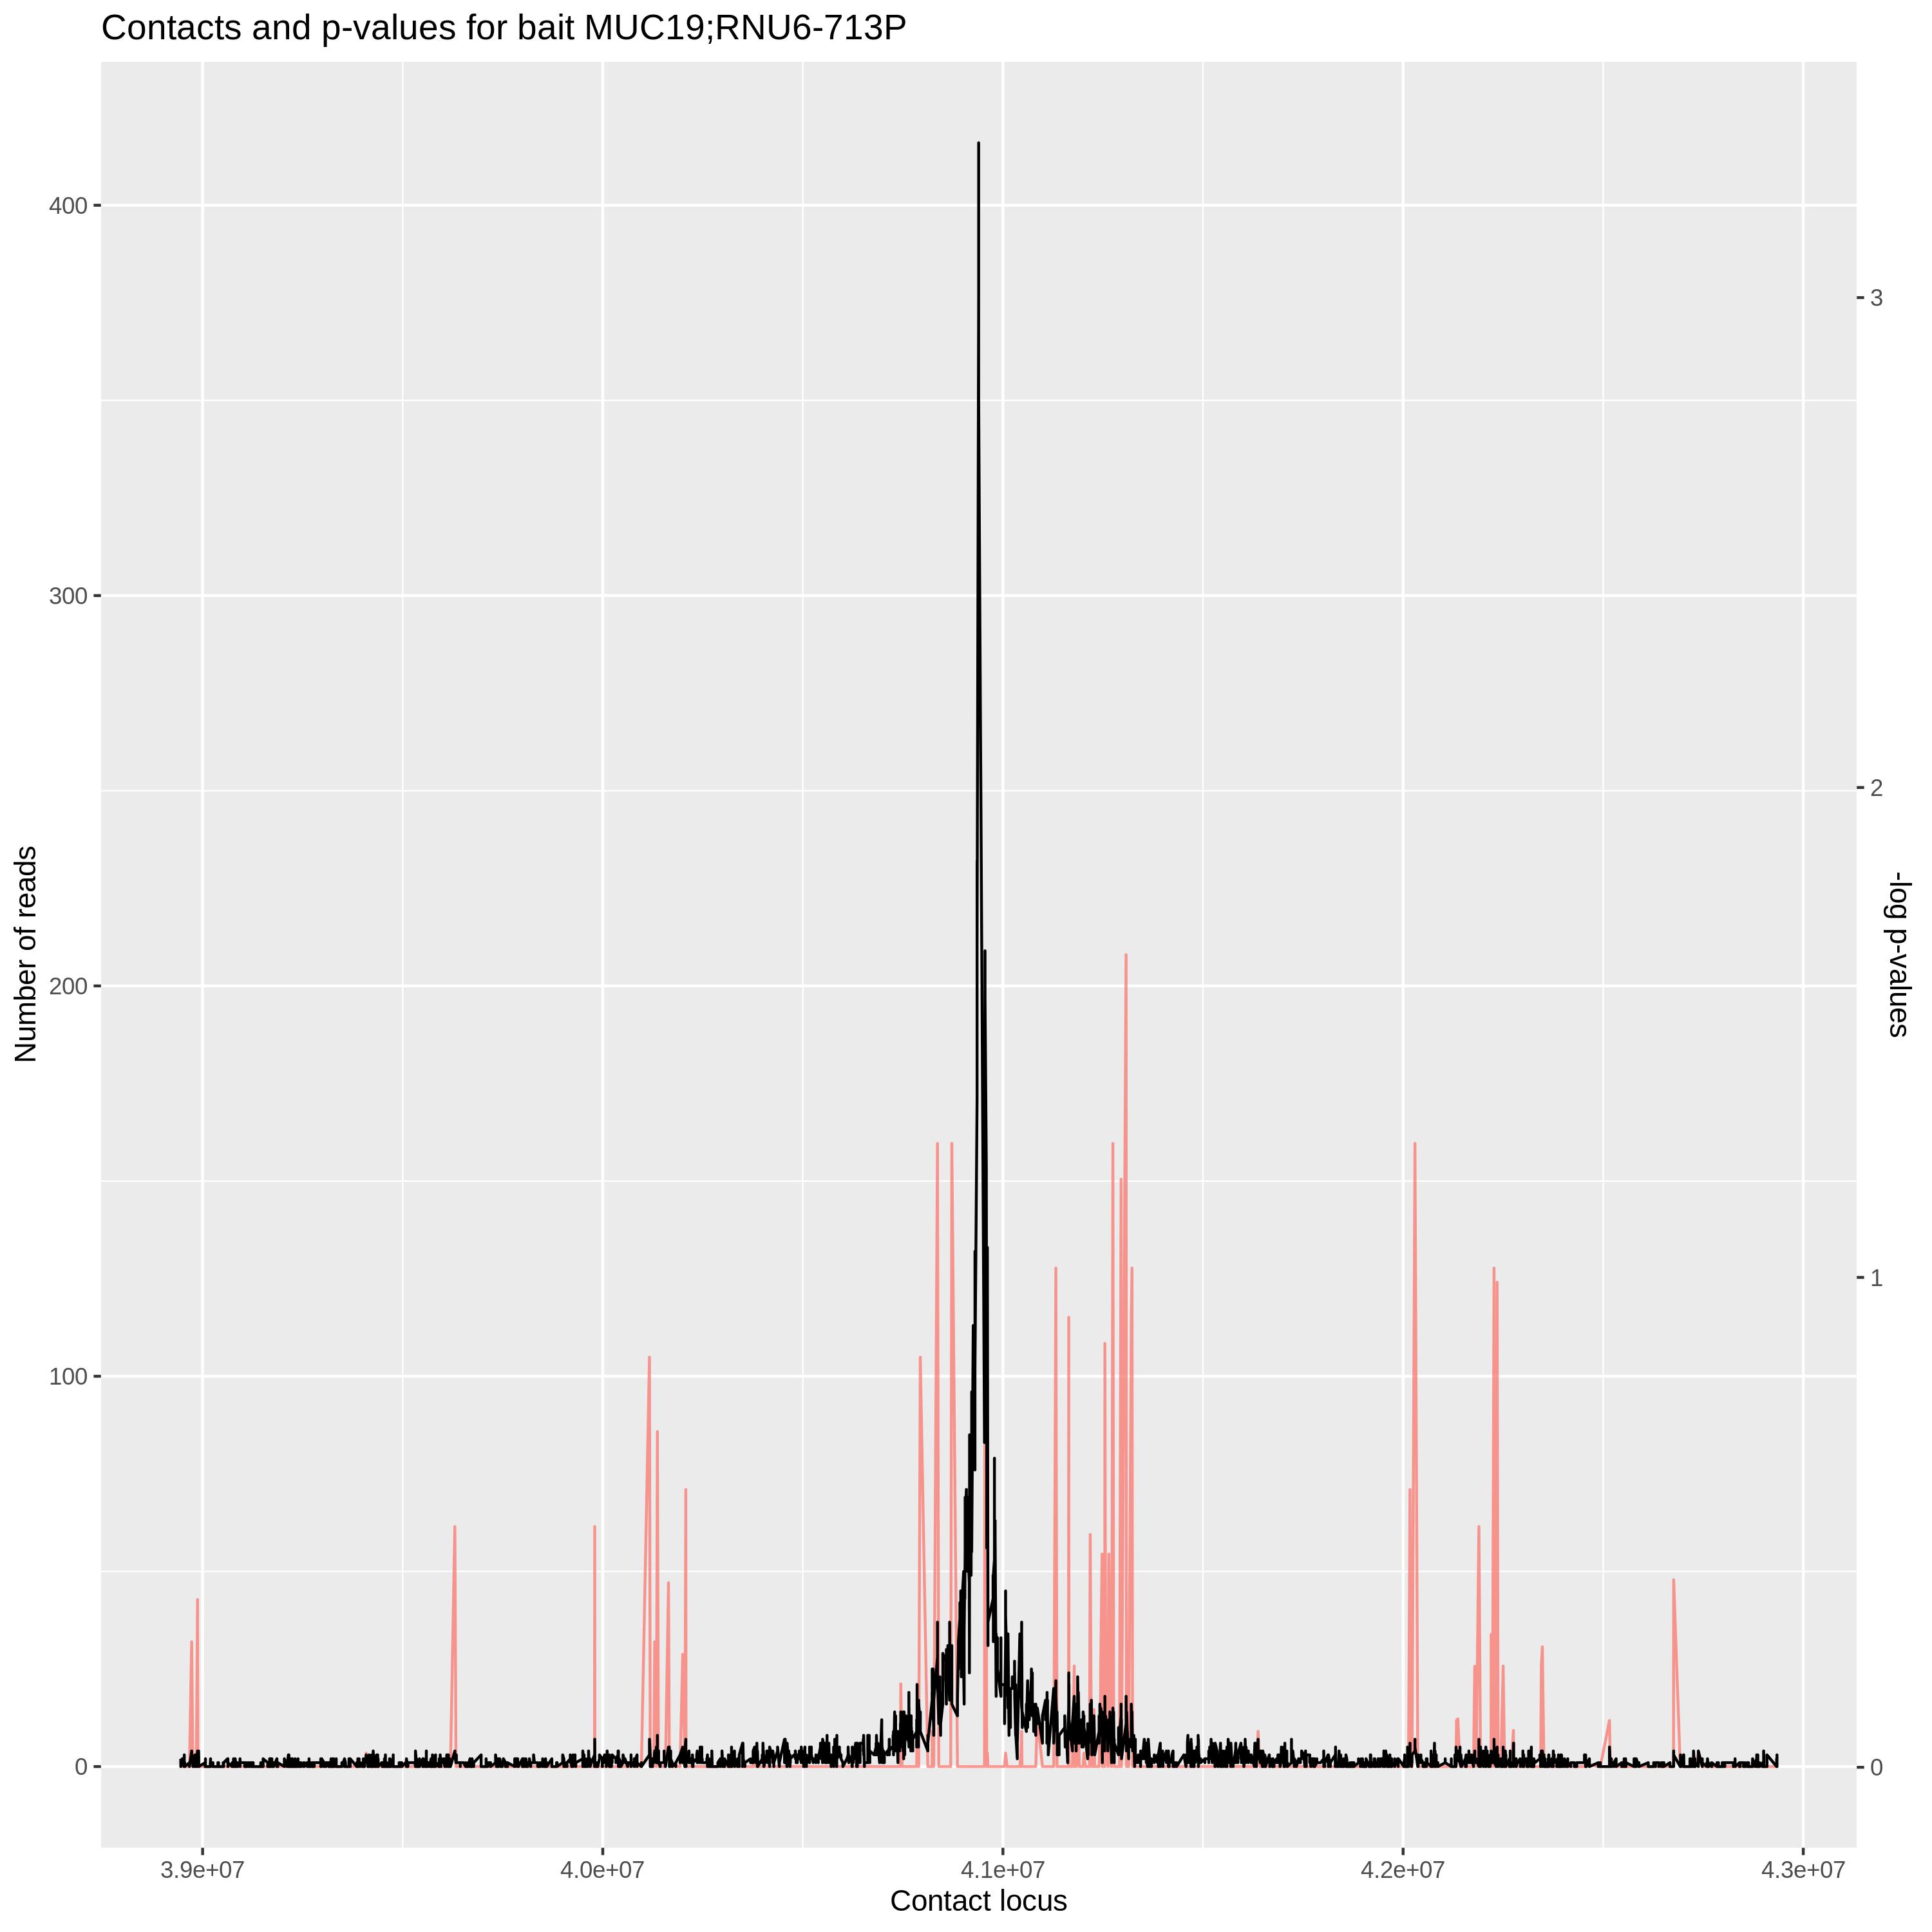 Contacts and p-values for bait MUC19;RNU6-713P
400
300
200
100
0
3
2
1
0
Number of reads
-log p-values
3.9e+07
4.0e+07
4.1e+07
4.2e+07
4.3e+07
Contact locus